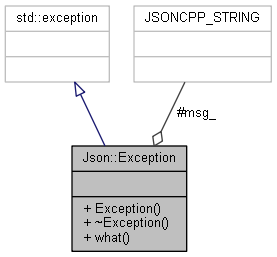 std::exception
JSONCPP_STRING
#msg_
Json::Exception
+ Exception()
+ ~Exception()
+ what()